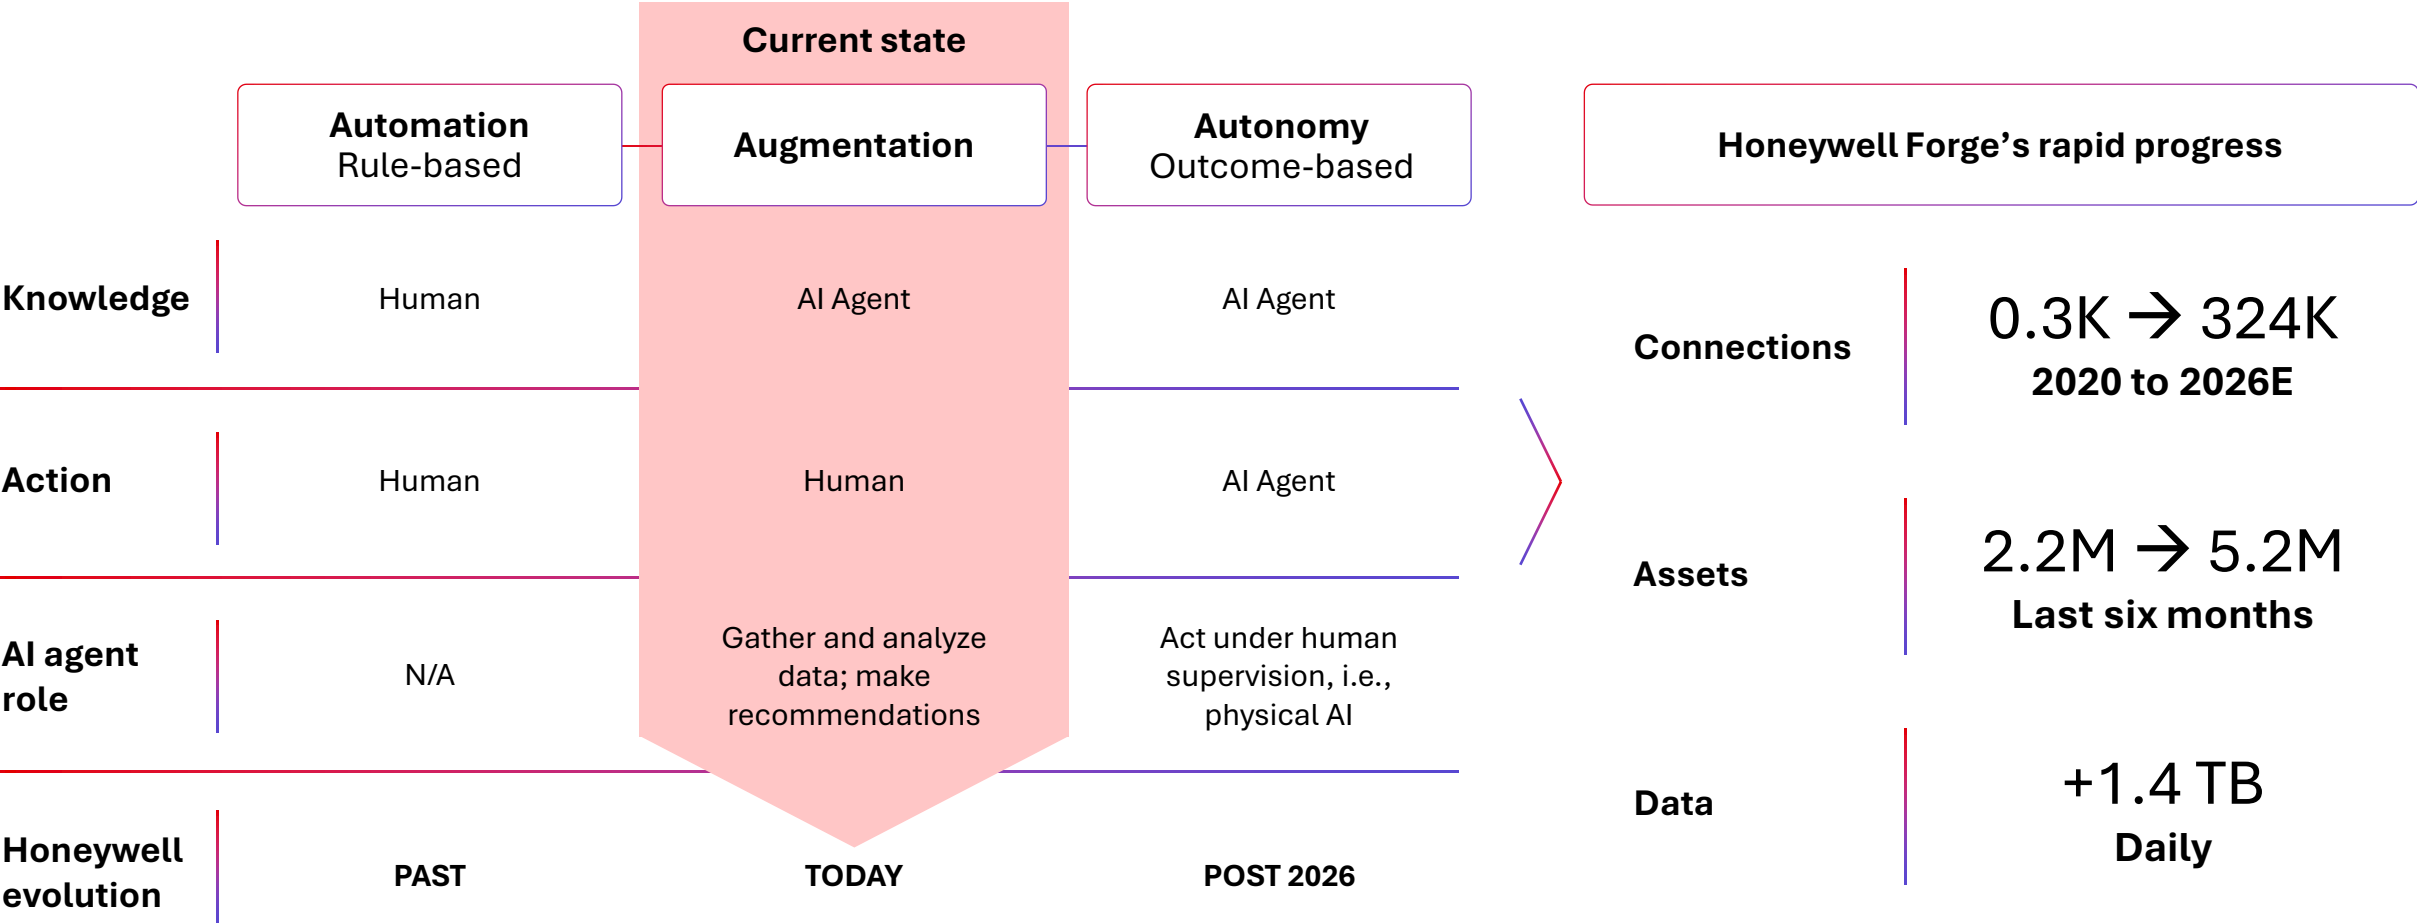 Current state
Automation
Rule-based
Augmentation
Autonomy
Outcome-based
Honeywell Forge’s rapid progress
Knowledge
Human
AI Agent
AI Agent
Action
Human
Human
AI Agent
AI agent
role
N/A
Gather and analyze
data; make
recommendations
Act under human
supervision, i.e.,
physical AI
Honeywell
evolution
PAST
TODAY
POST 2026
Connections
0.3K → 324K
2020 to 2026E
Assets
2.2M → 5.2M
Last six months
Data
+1.4 TB
Daily